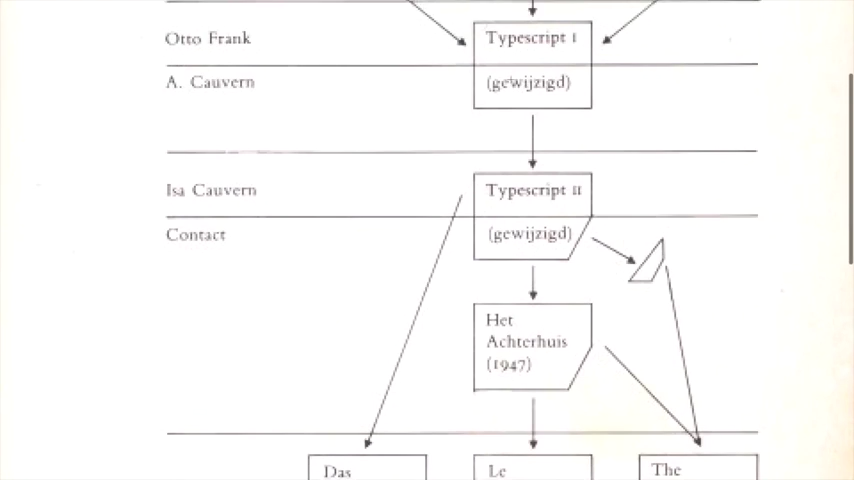 Otto Frank
Typescript I
A. Cauvern
(gewijzigd)
Isa Cauvern
Typescript II
Contact
(gewijzigd)
Het
Achterhuis
(1947)
Das
Le
The